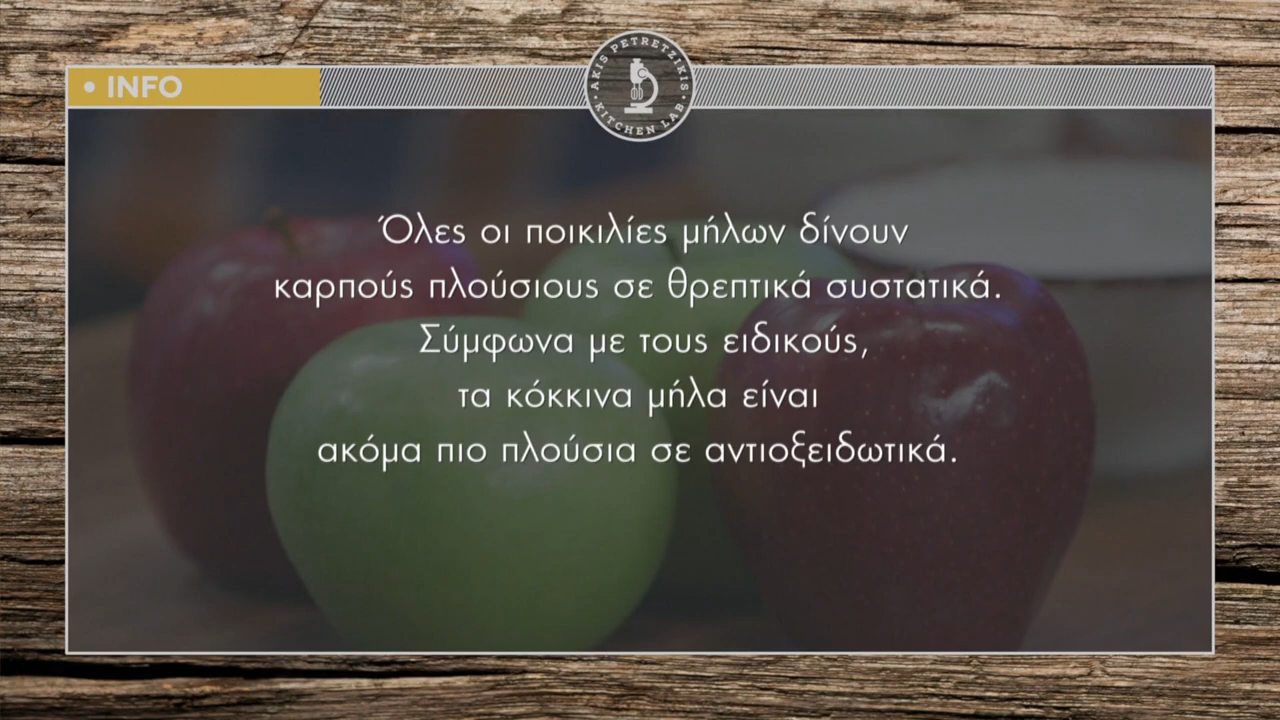 • INFO
AKIS PETRETZIKIS
• KITCHEN LAB •
Όλες οι ποικιλίες μήλων δίνουν
καρπούς πλούσιους σε θρεπτικά συστατικά.
Σύμφωνα με τους ειδικούς,
τα κόκκινα μήλα είναι
ακόμα πιο πλούσια σε αντιοξειδωτικά.